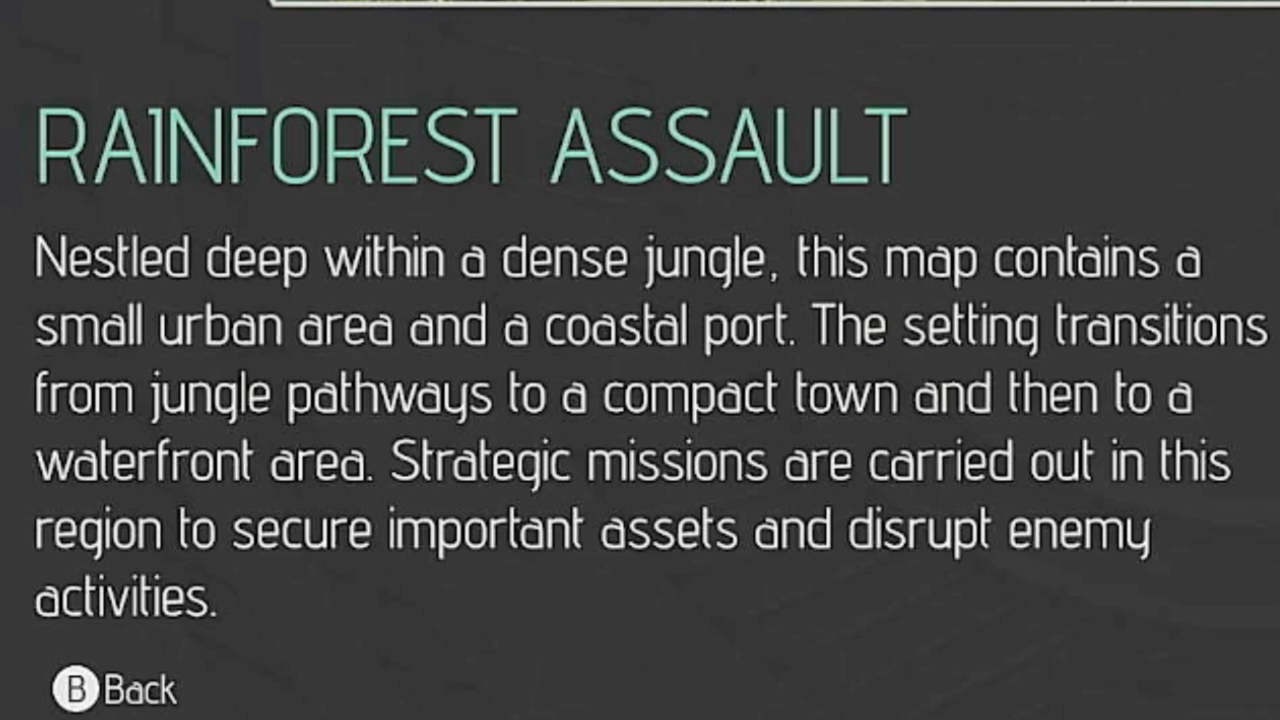 RAINFOREST ASSAULT
Nestled deep within a dense jungle, this map contains a
small urban area and a coastal port. The setting transitions
from jungle pathways to a compact town and then to a
waterfront area. Strategic missions are carried out in this
region to secure important assets and disrupt enemy
activities.
B Back